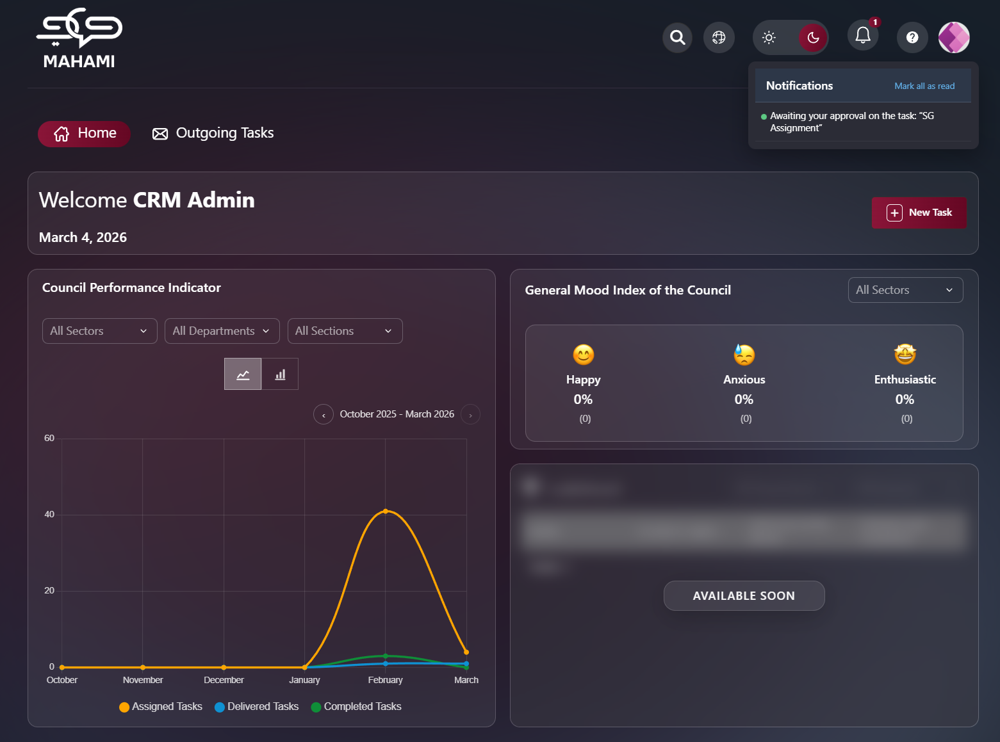 مهامي
MAHAMI
1
Notifications
Mark all as read
Awaiting your approval on the task: “SG
Assignment”
Home
Outgoing Tasks
Welcome CRM Admin
March 4, 2026
New Task
Council Performance Indicator
All Sectors
All Departments
All Sections
October 2025 - March 2026
60
40
20
0
October
November
December
January
February
March
Assigned Tasks
Delivered Tasks
Completed Tasks
General Mood Index of the Council
All Sectors
Happy
0%
(0)
Anxious
0%
(0)
Enthusiastic
0%
(0)
AVAILABLE SOON